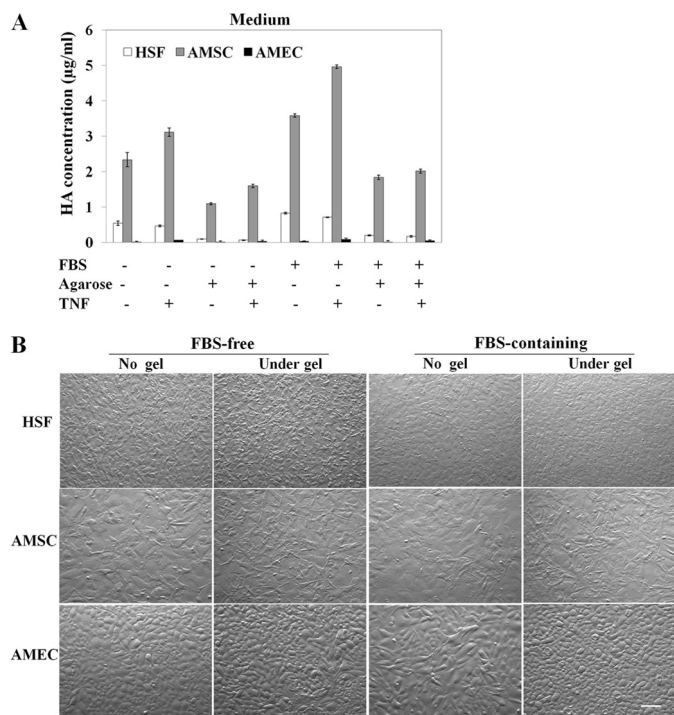 A
Medium
HA concentration (μg/ml)
6
5
4
3
2
1
0
HSF AMSC AMEC
FBS - - - - + + + +
Agarose - - + + - - + +
TNF - + - + - + - +
B
FBS-free FBS-containing
No gel Under gel No gel Under gel
HSF
AMSC
AMEC